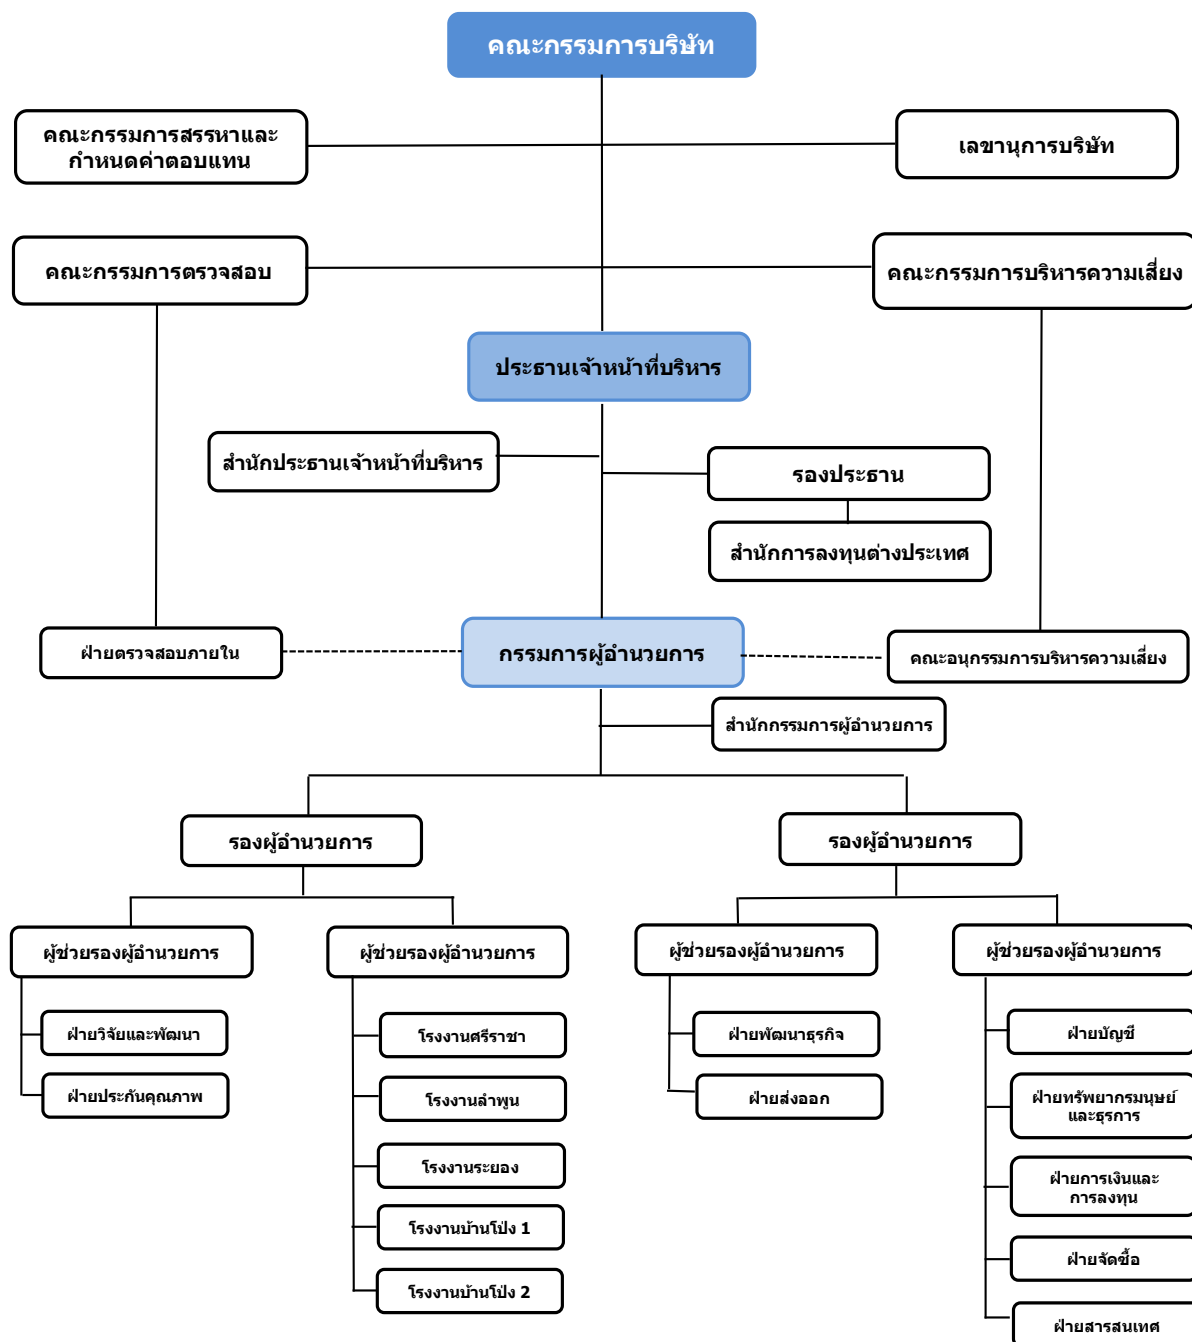 คณะกรรมการบริษัท
คณะกรรมการสรรหาและ
กำหนดค่าตอบแทน
เลขานุการบริษัท
คณะกรรมการตรวจสอบ
คณะกรรมการบริหารความเสี่ยง
ประธานเจ้าหน้าที่บริหาร
สำนักประธานเจ้าหน้าที่บริหาร
รองประธาน
สำนักการลงทุนต่างประเทศ
ฝ่ายตรวจสอบภายใน
กรรมการผู้อำนวยการ
คณะอนุกรรมการบริหารความเสี่ยง
สำนักกรรมการผู้อำนวยการ
รองผู้อำนวยการ
รองผู้อำนวยการ
ผู้ช่วยรองผู้อำนวยการ
ผู้ช่วยรองผู้อำนวยการ
ผู้ช่วยรองผู้อำนวยการ
ผู้ช่วยรองผู้อำนวยการ
ฝ่ายวิจัยและพัฒนา
ฝ่ายประกันคุณภาพ
โรงงานศรีราชา
โรงงานลำพูน
โรงงานระยอง
โรงงานบ้านโป่ง 1
โรงงานบ้านโป่ง 2
ฝ่ายพัฒนาธุรกิจ
ฝ่ายส่งออก
ฝ่ายบัญชี
ฝ่ายทรัพยากรมนุษย์
และธุรการ
ฝ่ายการเงินและ
การลงทุน
ฝ่ายจัดซื้อ
ฝ่ายสารสนเทศ